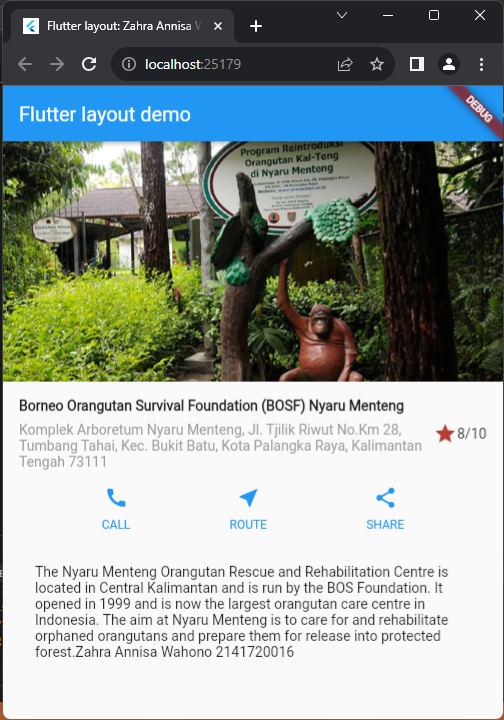 Flutter layout: Zahra Annisa W
localhost:25179
Flutter layout demo
DEBUG
Program Reintroduksi
Orangutan Kal-Teng
di Nyaru Menteng
Borneo Orangutan Survival Foundation (BOSF) Nyaru Menteng
Komplek Arboretum Nyaru Menteng, Jl. Tjilik Riwut No.Km 28,
Tumbang Tahai, Kec. Bukit Batu, Kota Palangka Raya, Kalimantan
Tengah 73111
8/10
CALL ROUTE SHARE
The Nyaru Menteng Orangutan Rescue and Rehabilitation Centre is
located in Central Kalimantan and is run by the BOS Foundation. It
opened in 1999 and is now the largest orangutan care centre in
Indonesia. The aim at Nyaru Menteng is to care for and rehabilitate
orphaned orangutans and prepare them for release into protected
forest.Zahra Annisa Wahono 2141720016